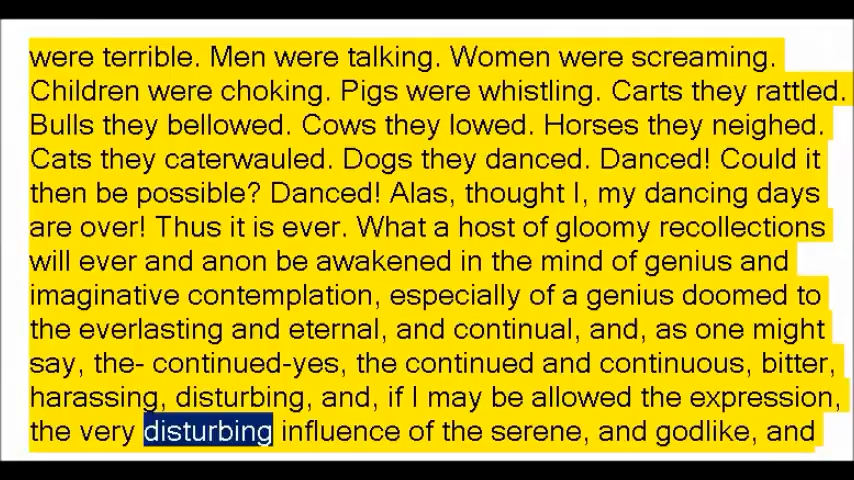 were terrible. Men were talking. Women were screaming.
Children were choking. Pigs were whistling. Carts they rattled.
Bulls they bellowed. Cows they lowed. Horses they neighed.
Cats they caterwauled. Dogs they danced. Danced! Could it
then be possible? Danced! Alas, thought I, my dancing days
are over! Thus it is ever. What a host of gloomy recollections
will ever and anon be awakened in the mind of genius and
imaginative contemplation, especially of a genius doomed to
the everlasting and eternal, and continual, and, as one might
say, the- continued-yes, the continued and continuous, bitter,
harassing, disturbing, and, if I may be allowed the expression,
the very disturbing influence of the serene, and godlike, and